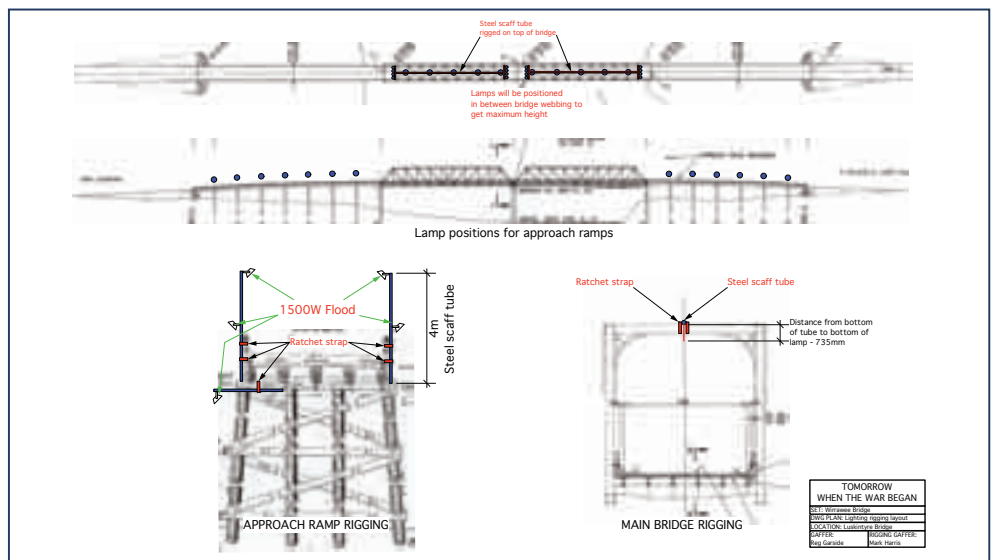 Steel scaff tube
rigged on top of bridge
Lamps will be positioned
in between bridge webbing to
get maximum height
Lamp positions for approach ramps
1500W Flood
Ratchet strap
4m
Steel scaff tube
APPROACH RAMP RIGGING
Ratchet strap
Steel scaff tube
Distance from bottom
of tube to bottom of
lamp - 735mm
MAIN BRIDGE RIGGING
TOMORROW
WHEN THE WAR BEGAN
SET: Wirrawee Bridge
DWG PLAN: Lighting rigging layout
LOCATION: Luskintyre Bridge
GAFFER:
Reg Garside
RIGGING GAFFER:
Mark Harris